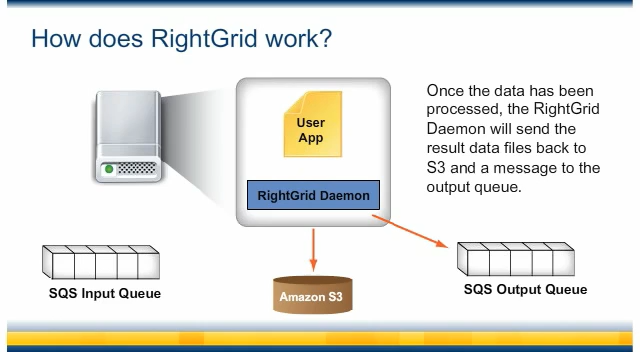 How does RightGrid work?
User
App
RightGrid Daemon
Once the data has been
processed, the RightGrid
Daemon will send the
result data files back to
S3 and a message to the
output queue.
SQS Input Queue
Amazon S3
SQS Output Queue